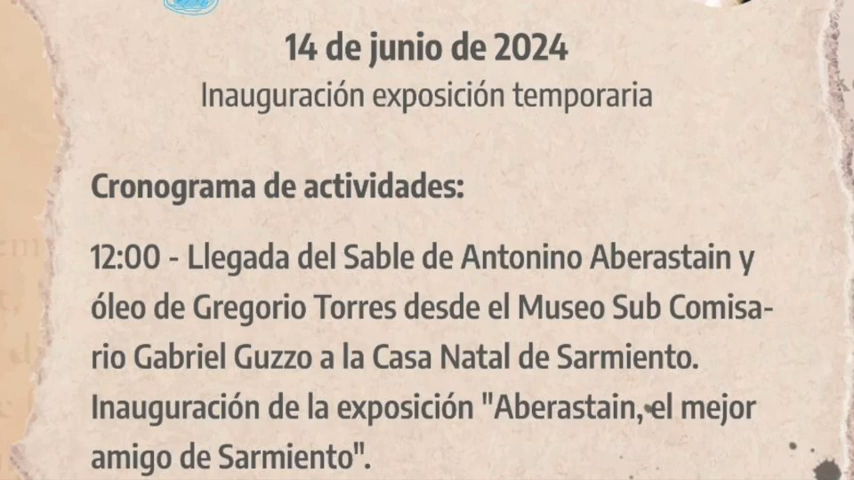 14 de junio de 2024
Inauguración exposición temporaria
Cronograma de actividades:
12:00 - Llegada del Sable de Antonino Aberastain y
óleo de Gregorio Torres desde el Museo Sub Comisa-
rio Gabriel Guzzo a la Casa Natal de Sarmiento.
Inauguración de la exposición "Aberastain, el mejor
amigo de Sarmiento".